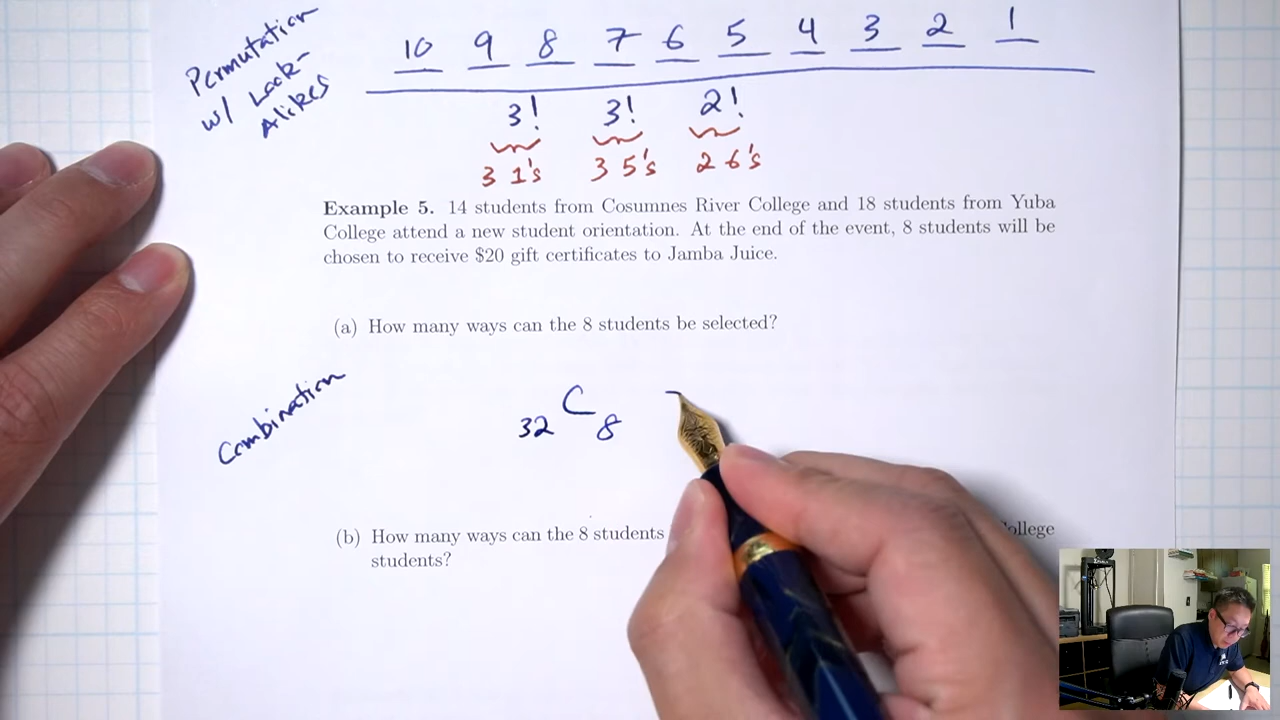 Permutation
w/ Look-
Alikes
10 9 8 7 6 5 4 3 2 1
3! 3! 2!
3 1's 3 5's 2 6's
Example 5. 14 students from Cosumnes River College and 18 students from Yuba
College attend a new student orientation. At the end of the event, 8 students will be
chosen to receive $20 gift certificates to Jamba Juice.
(a) How many ways can the 8 students be selected?
Combination
32 C 8
(b) How many ways can the 8 students
College
students?